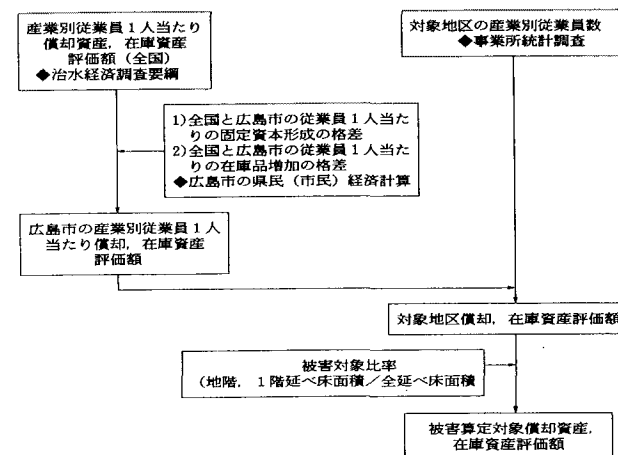 産業別従業員1人当たり
償却資産,在庫資産
評価額(全国)
◆治水経済調査要綱
対象地区の産業別従業員数
◆事業所統計調査
1)全国と広島市の従業員1人当た
りの固定資本形成の格差
2)全国と広島市の従業員1人当た
りの在庫品増加の格差
◆広島市の県民(市民)経済計算
広島市の産業別従業員1人
当たり償却,在庫資産
評価額
対象地区償却,在庫資産評価額
被害対象比率
(地階,1階延べ床面積/全延べ床面積
被害算定対象償却資産,
在庫資産評価額